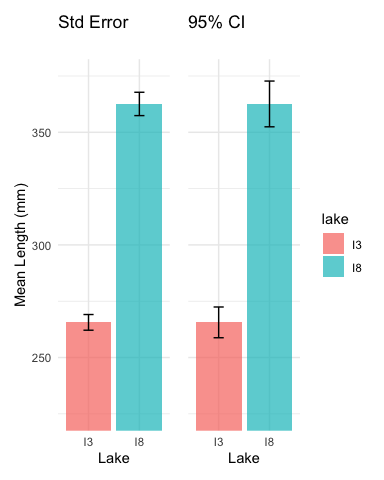 Std Error
95% CI
Mean Length (mm)
350
300
250
I3
I8
I3
I8
Lake
Lake
lake
I3
I8